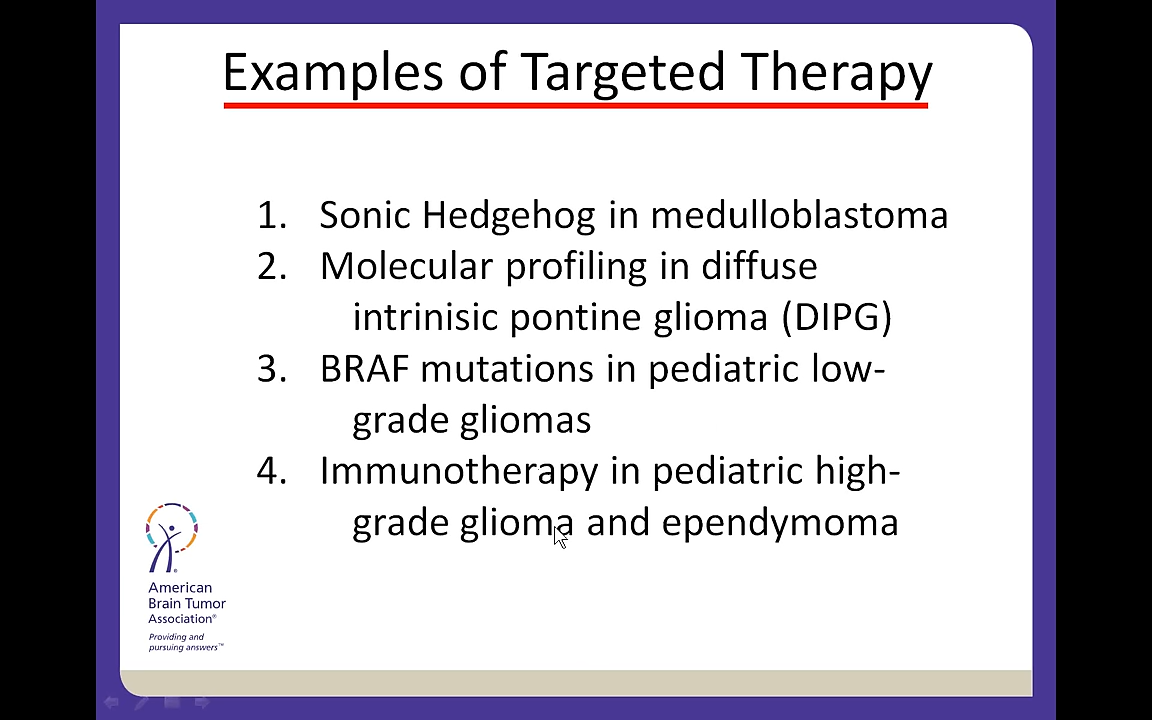 Examples of Targeted Therapy
1. Sonic Hedgehog in medulloblastoma
2. Molecular profiling in diffuse
intrinisic pontine glioma (DIPG)
3. BRAF mutations in pediatric low-
grade gliomas
4. Immunotherapy in pediatric high-
grade glioma and ependymoma
American
Brain Tumor
Association®
Providing and
pursuing answers™